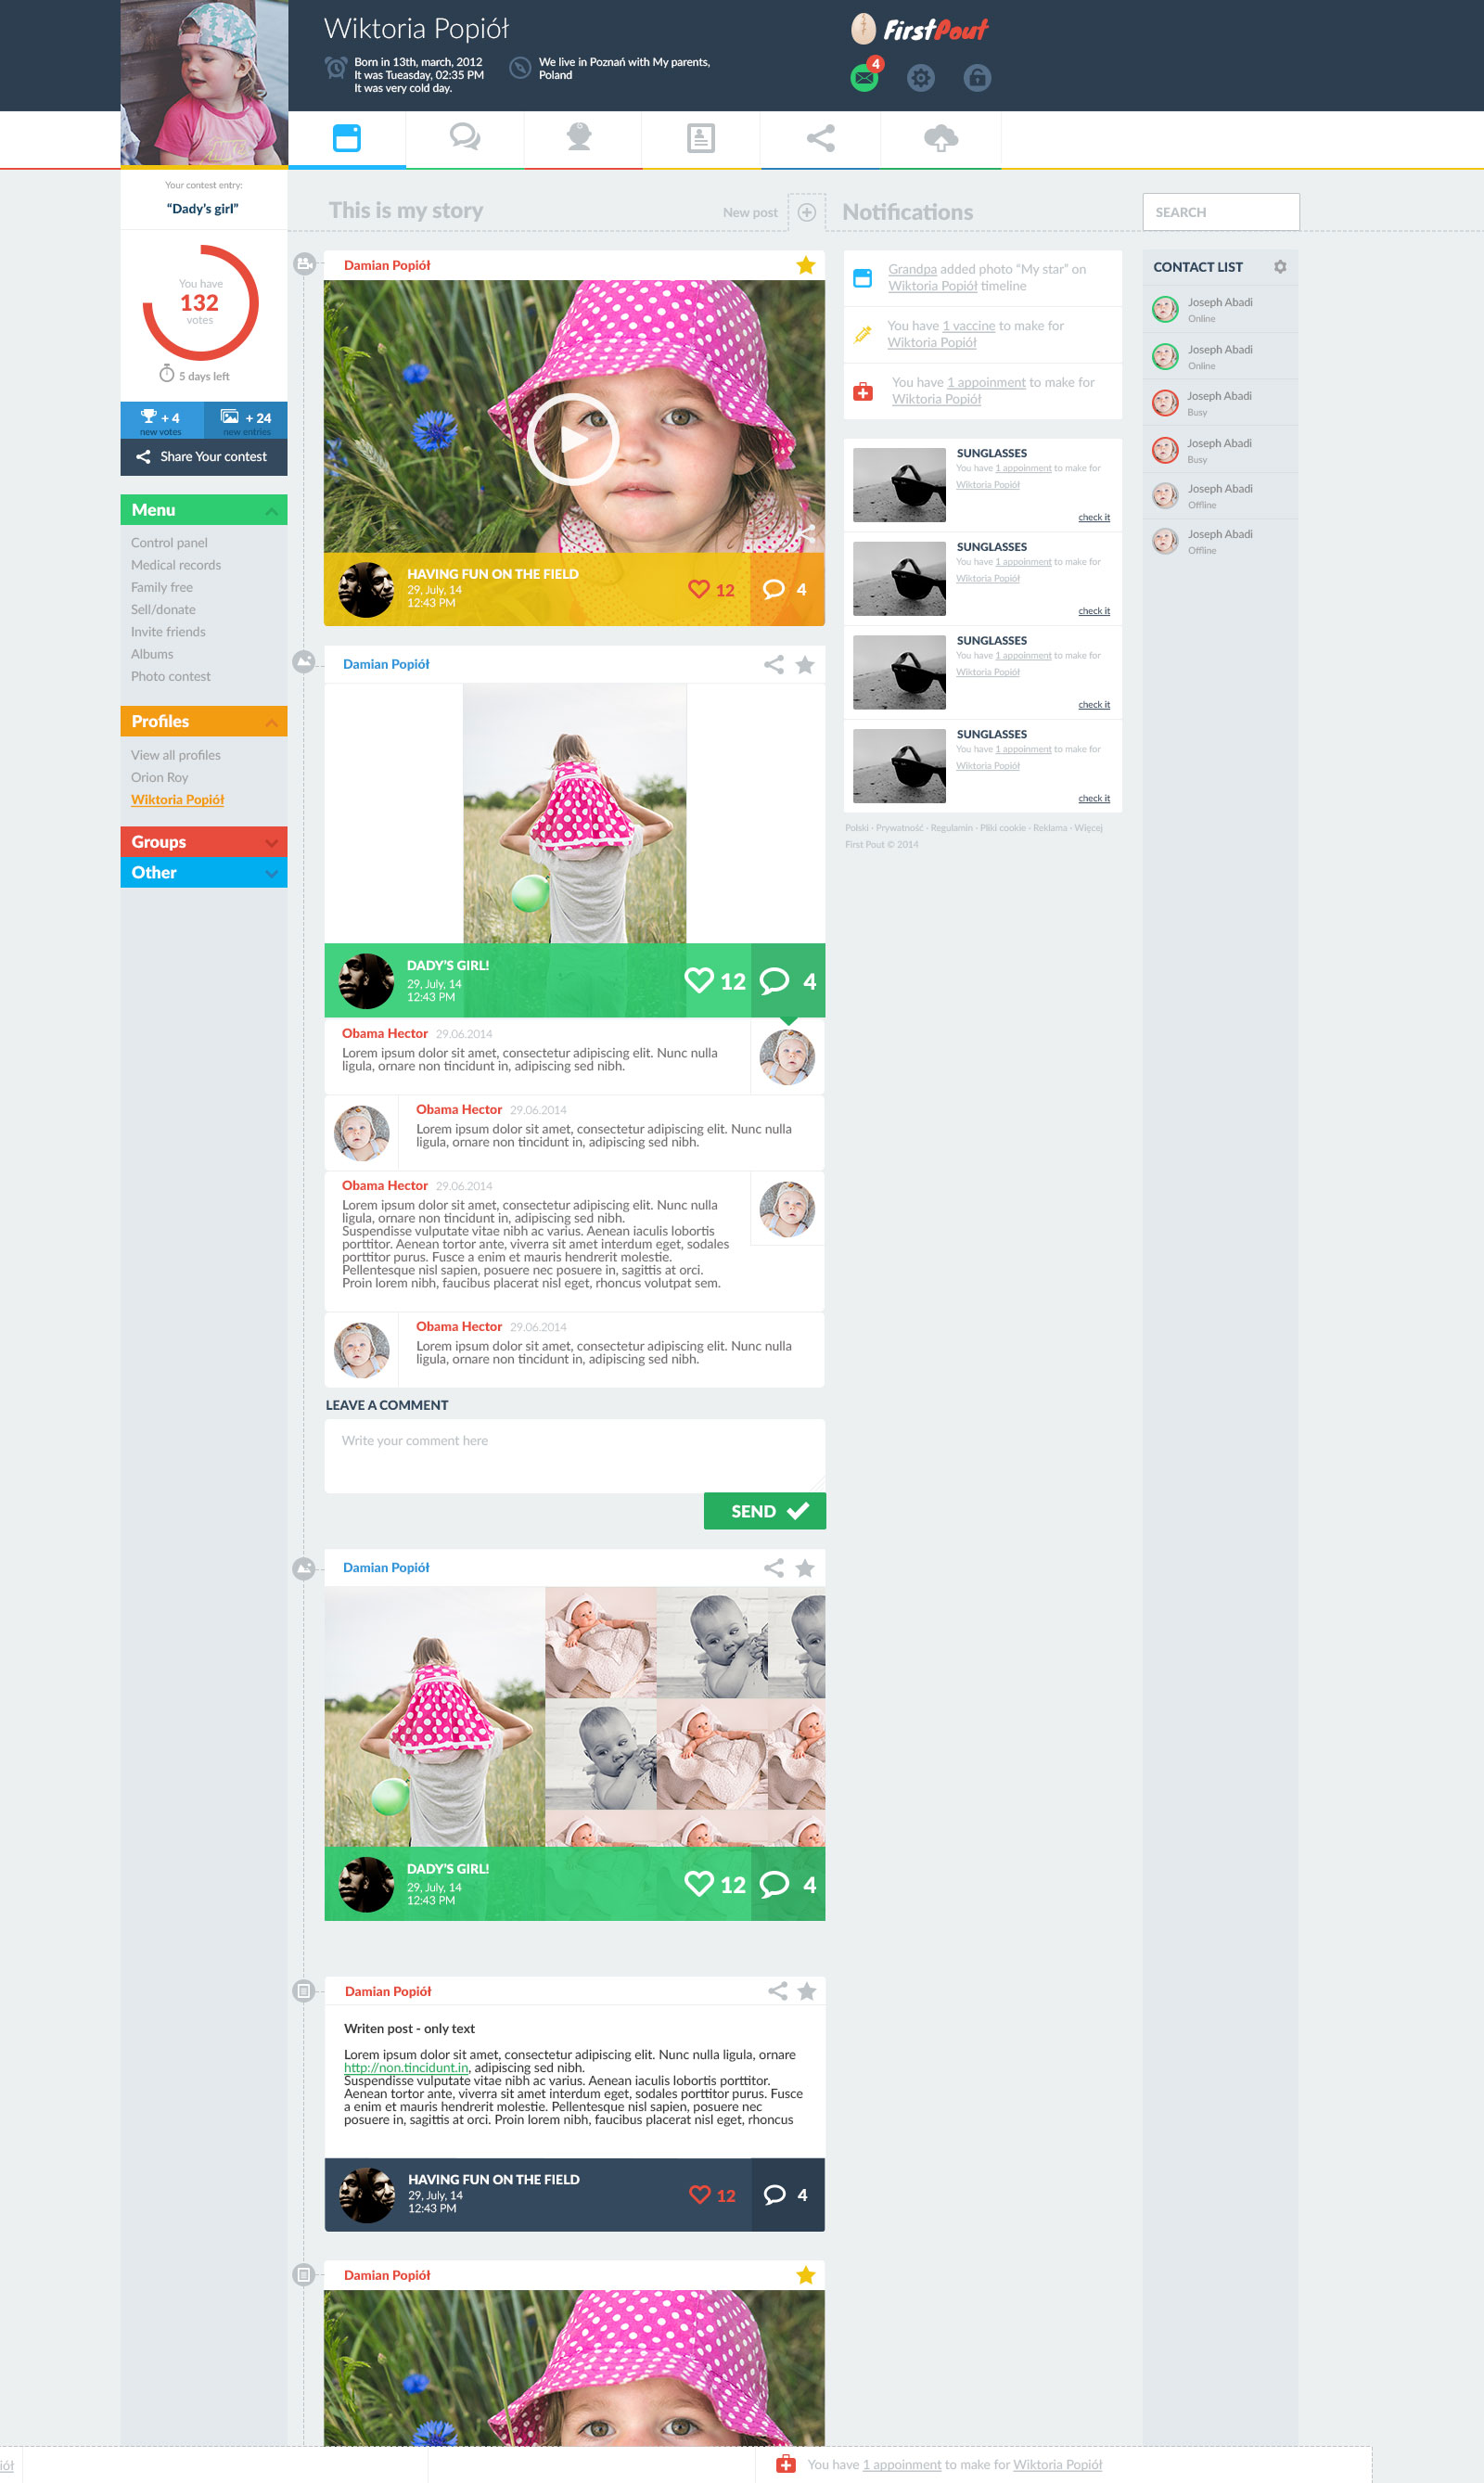 Wiktoria Popiół
Born in 13th, march, 2012
It was Tueasday, 02:35 PM
It was very cold day.
We live in Poznań with My parents,
Poland
FirstPout
4
Your contest entry:
“Dady's girl”
You have
132
votes
5 days left
+ 4
new votes
+ 24
new entries
Share Your contest
Menu
Control panel
Medical records
Family free
Sell/donate
Invite friends
Albums
Photo contest
Profiles
View all profiles
Orion Roy
Wiktoria Popiół
Groups
Other
This is my story
New post
Damian Popiół
HAVING FUN ON THE FIELD
29, July, 14
12:43 PM
12
4
Damian Popiół
DADY'S GIRL!
29, July, 14
12:43 PM
12
4
Obama Hector 29.06.2014
Lorem ipsum dolor sit amet, consectetur adipiscing elit. Nunc nulla
ligula, ornare non tincidunt in, adipiscing sed nibh.
Obama Hector 29.06.2014
Lorem ipsum dolor sit amet, consectetur adipiscing elit. Nunc nulla
ligula, ornare non tincidunt in, adipiscing sed nibh.
Obama Hector 29.06.2014
Lorem ipsum dolor sit amet, consectetur adipiscing elit. Nunc nulla
ligula, ornare non tincidunt in, adipiscing sed nibh.
Suspendisse vulputate vitae nibh ac varius. Aenean iaculis lobortis
porttitor. Aenean tortor ante, viverra sit amet interdum eget, sodales
porttitor purus. Fusce a enim et mauris hendrerit molestie.
Pellentesque nisl sapien, posuere nec posuere in, sagittis at orci.
Proin lorem nibh, faucibus placerat nisl eget, rhoncus volutpat sem.
Obama Hector 29.06.2014
Lorem ipsum dolor sit amet, consectetur adipiscing elit. Nunc nulla
ligula, ornare non tincidunt in, adipiscing sed nibh.
LEAVE A COMMENT
Write your comment here
SEND
Damian Popiół
DADY'S GIRL!
29, July, 14
12:43 PM
12
4
Damian Popiół
Writen post - only text
Lorem ipsum dolor sit amet, consectetur adipiscing elit. Nunc nulla ligula, ornare
http://non.tincidunt.in, adipiscing sed nibh.
Suspendisse vulputate vitae nibh ac varius. Aenean iaculis lobortis porttitor.
Aenean tortor ante, viverra sit amet interdum eget, sodales porttitor purus. Fusce
a enim et mauris hendrerit molestie. Pellentesque nisl sapien, posuere nec
posuere in, sagittis at orci. Proin lorem nibh, faucibus placerat nisl eget, rhoncus
HAVING FUN ON THE FIELD
29, July, 14
12:43 PM
12
4
Damian Popiół
Notifications
Grandpa added photo “My star” on
Wiktoria Popiół timeline
You have 1 vaccine to make for
Wiktoria Popiół
You have 1 appoinment to make for
Wiktoria Popiół
SUNGLASSES
You have 1 appoinment to make for
Wiktoria Popiół
check it
SUNGLASSES
You have 1 appoinment to make for
Wiktoria Popiół
check it
SUNGLASSES
You have 1 appoinment to make for
Wiktoria Popiół
check it
SUNGLASSES
You have 1 appoinment to make for
Wiktoria Popiół
check it
Polski - Prywatność - Regulamin - Pliki cookie - Reklama - Więcej
First Pout © 2014
SEARCH
CONTACT LIST
Joseph Abadi
Online
Joseph Abadi
Online
Joseph Abadi
Busy
Joseph Abadi
Busy
Joseph Abadi
Offline
Joseph Abadi
Offline
iół
You have 1 appoinment to make for Wiktoria Popiół